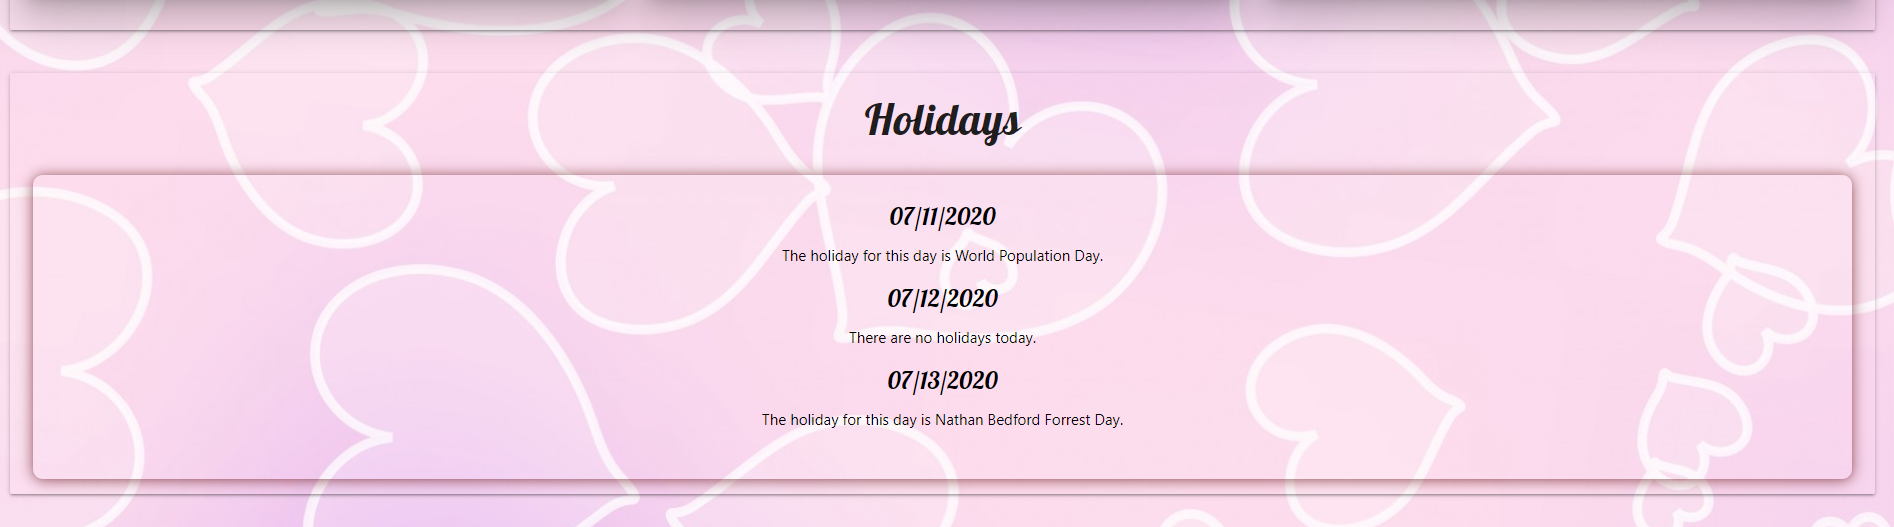 Holidays
07/11/2020
The holiday for this day is World Population Day.
07/12/2020
There are no holidays today.
07/13/2020
The holiday for this day is Nathan Bedford Forrest Day.